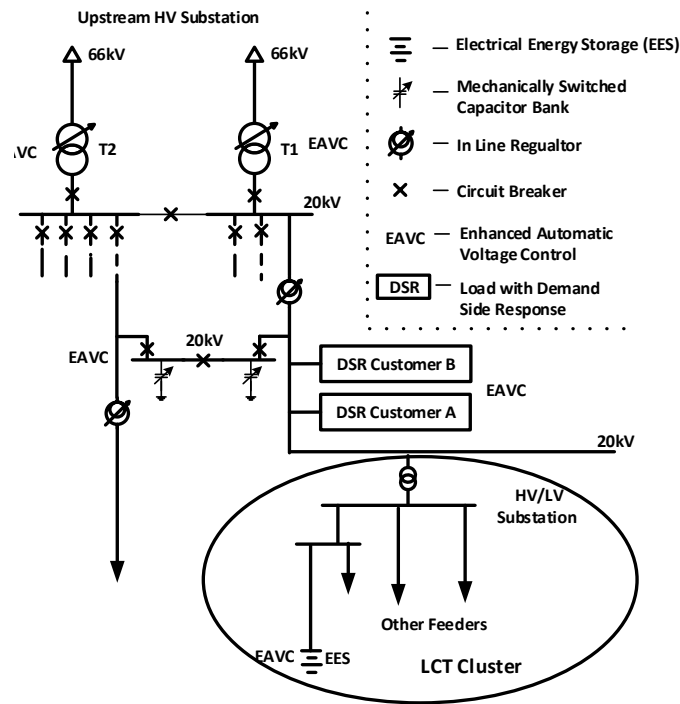 Upstream HV Substation
66kV
66kV
T2
T1
EAVC
20kV
EAVC
20kV
DSR Customer B
DSR Customer A
EAVC
20kV
HV/LV
Substation
Other Feeders
EAVC
EES
LCT Cluster
Electrical Energy Storage (EES)
Mechanically Switched
Capacitor Bank
In Line Regualtor
Circuit Breaker
EAVC
Enhanced Automatic
Voltage Control
DSR
Load with Demand
Side Response